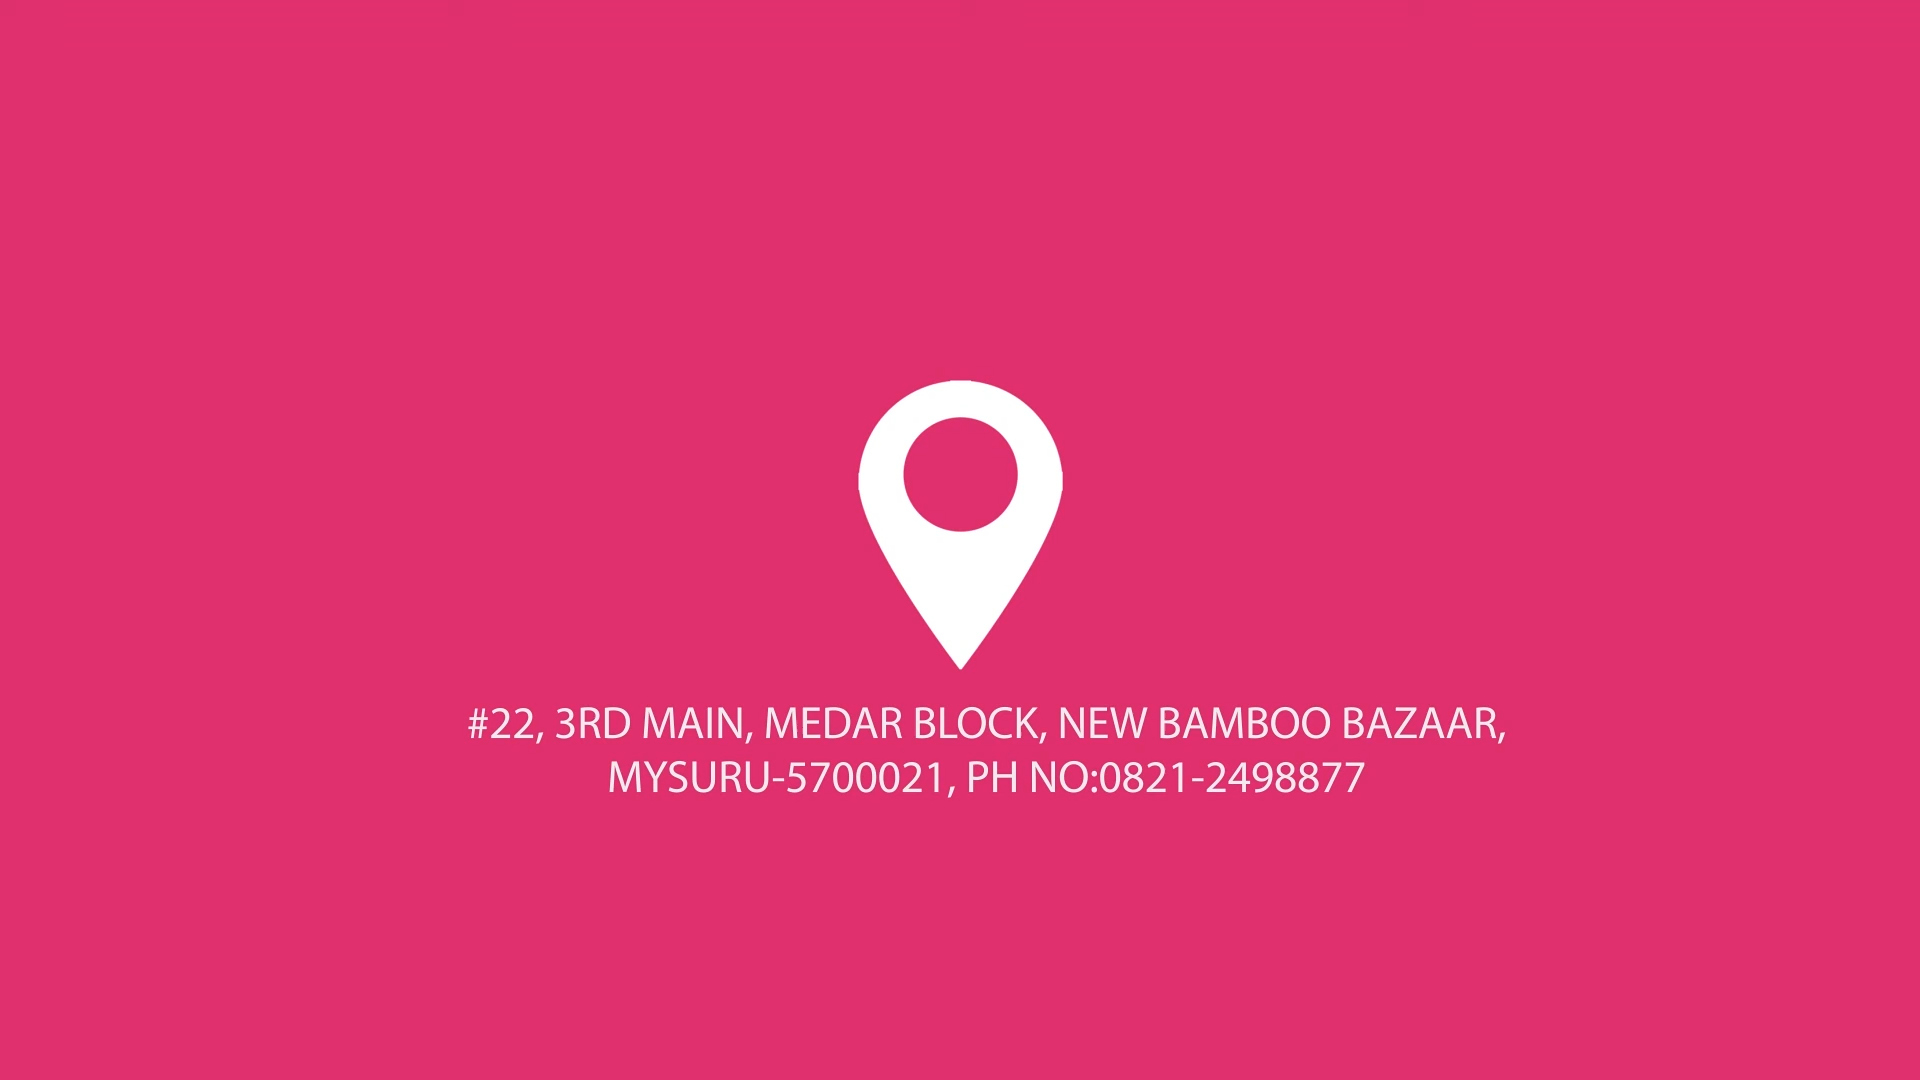 #22, 3RD MAIN, MEDAR BLOCK, NEW BAMBOO BAZAAR,
MYSURU-5700021, PH NO:0821-2498877